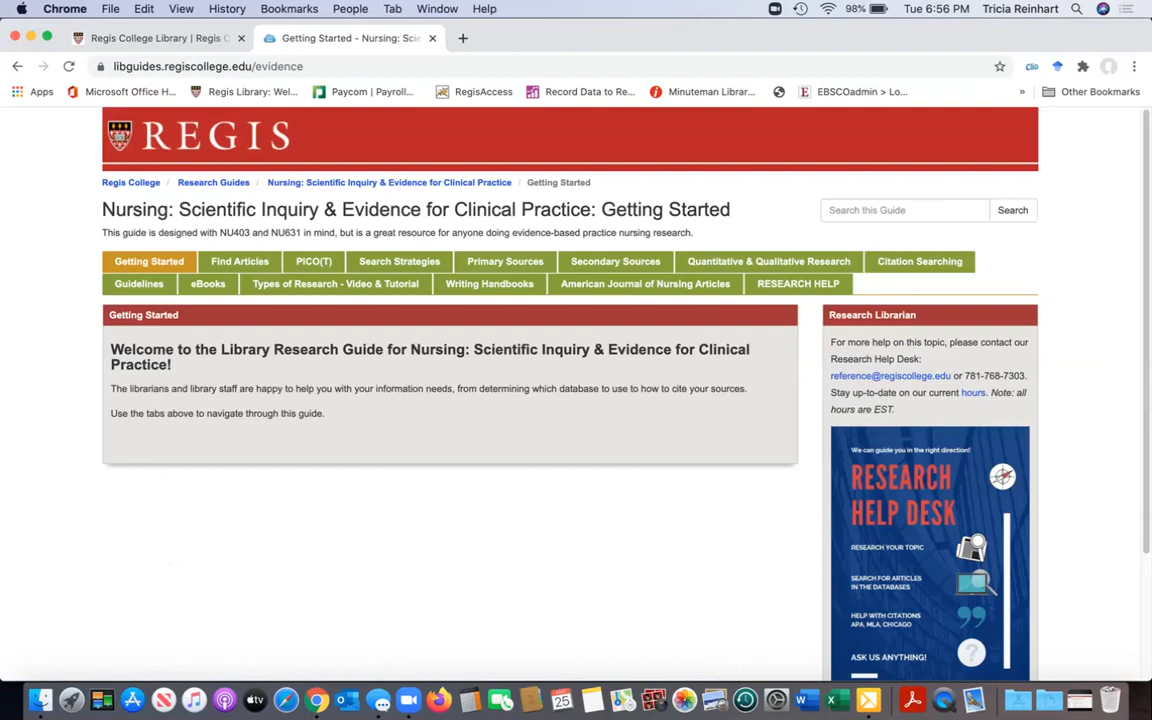 Chrome File Edit View History Bookmarks People Tab Window Help 98% Tue 6:56 PM Tricia Reinhart
Regis College Library | Regis C Getting Started - Nursing: Scie
libguides.regiscollege.edu/evidence
Apps Microsoft Office H... Regis Library: Wel... Paycom | Payroll... RegisAccess Record Data to Re... Minuteman Librar... EBSCOadmin > Lo... » Other Bookmarks
REGIS
Regis College / Research Guides / Nursing: Scientific Inquiry & Evidence for Clinical Practice / Getting Started
Nursing: Scientific Inquiry & Evidence for Clinical Practice: Getting Started
Search this Guide Search
This guide is designed with NU403 and NU631 in mind, but is a great resource for anyone doing evidence-based practice nursing research.
Getting Started Find Articles PICO(T) Search Strategies Primary Sources Secondary Sources Quantitative & Qualitative Research Citation Searching
Guidelines eBooks Types of Research - Video & Tutorial Writing Handbooks American Journal of Nursing Articles RESEARCH HELP
Getting Started
Welcome to the Library Research Guide for Nursing: Scientific Inquiry & Evidence for Clinical
Practice!
The librarians and library staff are happy to help you with your information needs, from determining which database to use to how to cite your sources.
Use the tabs above to navigate through this guide.
Research Librarian
For more help on this topic, please contact our
Research Help Desk:
reference@regiscollege.edu or 781-768-7303.
Stay up-to-date on our current hours. Note: all
hours are EST.
We can guide you in the right direction!
RESEARCH
HELP DESK
RESEARCH YOUR TOPIC
SEARCH FOR ARTICLES
IN THE DATABASES
HELP WITH CITATIONS
APA, MLA, CHICAGO
ASK US ANYTHING!